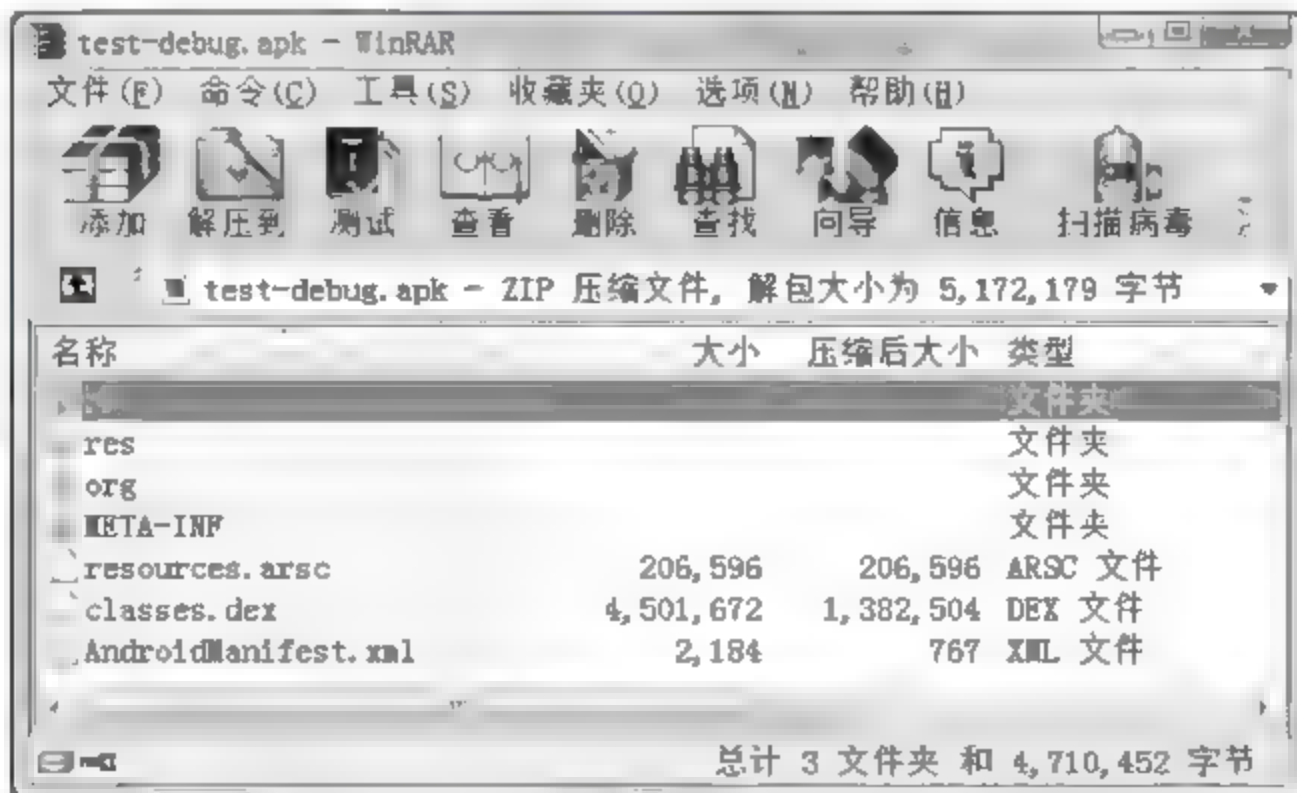 test-debug.apk - WinRAR
文件(F) 命令(C) 工具(S) 收藏夹(O) 选项(N) 帮助(H)
添加 解压到 测试 查看 删除 查找 向导 信息 扫描病毒
test-debug.apk - ZIP 压缩文件, 解包大小为 5,172,179 字节
名称 大小 压缩后大小 类型
文件夹
res 文件夹
org 文件夹
META-INF 文件夹
resources.arsc 206,596 206,596 ARSC 文件
classes.dex 4,501,672 1,382,504 DEX 文件
AndroidManifest.xml 2,184 767 XML 文件
总计 3 文件夹 和 4,710,452 字节